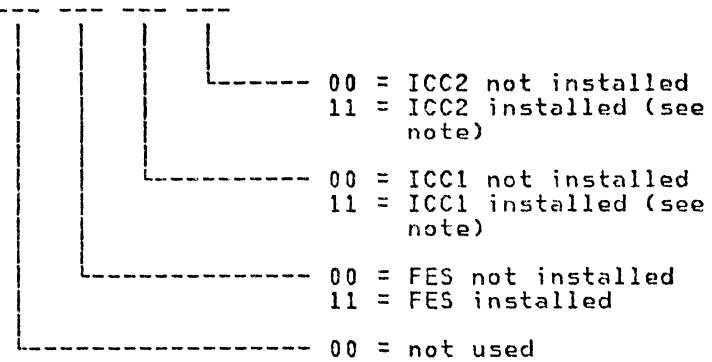 00 = ICC2 not installed
11 = ICC2 installed (see
note)
00 = ICC1 not installed
11 = ICC1 installed (see
note)
00 = FES not installed
11 = FES installed
00 = not used